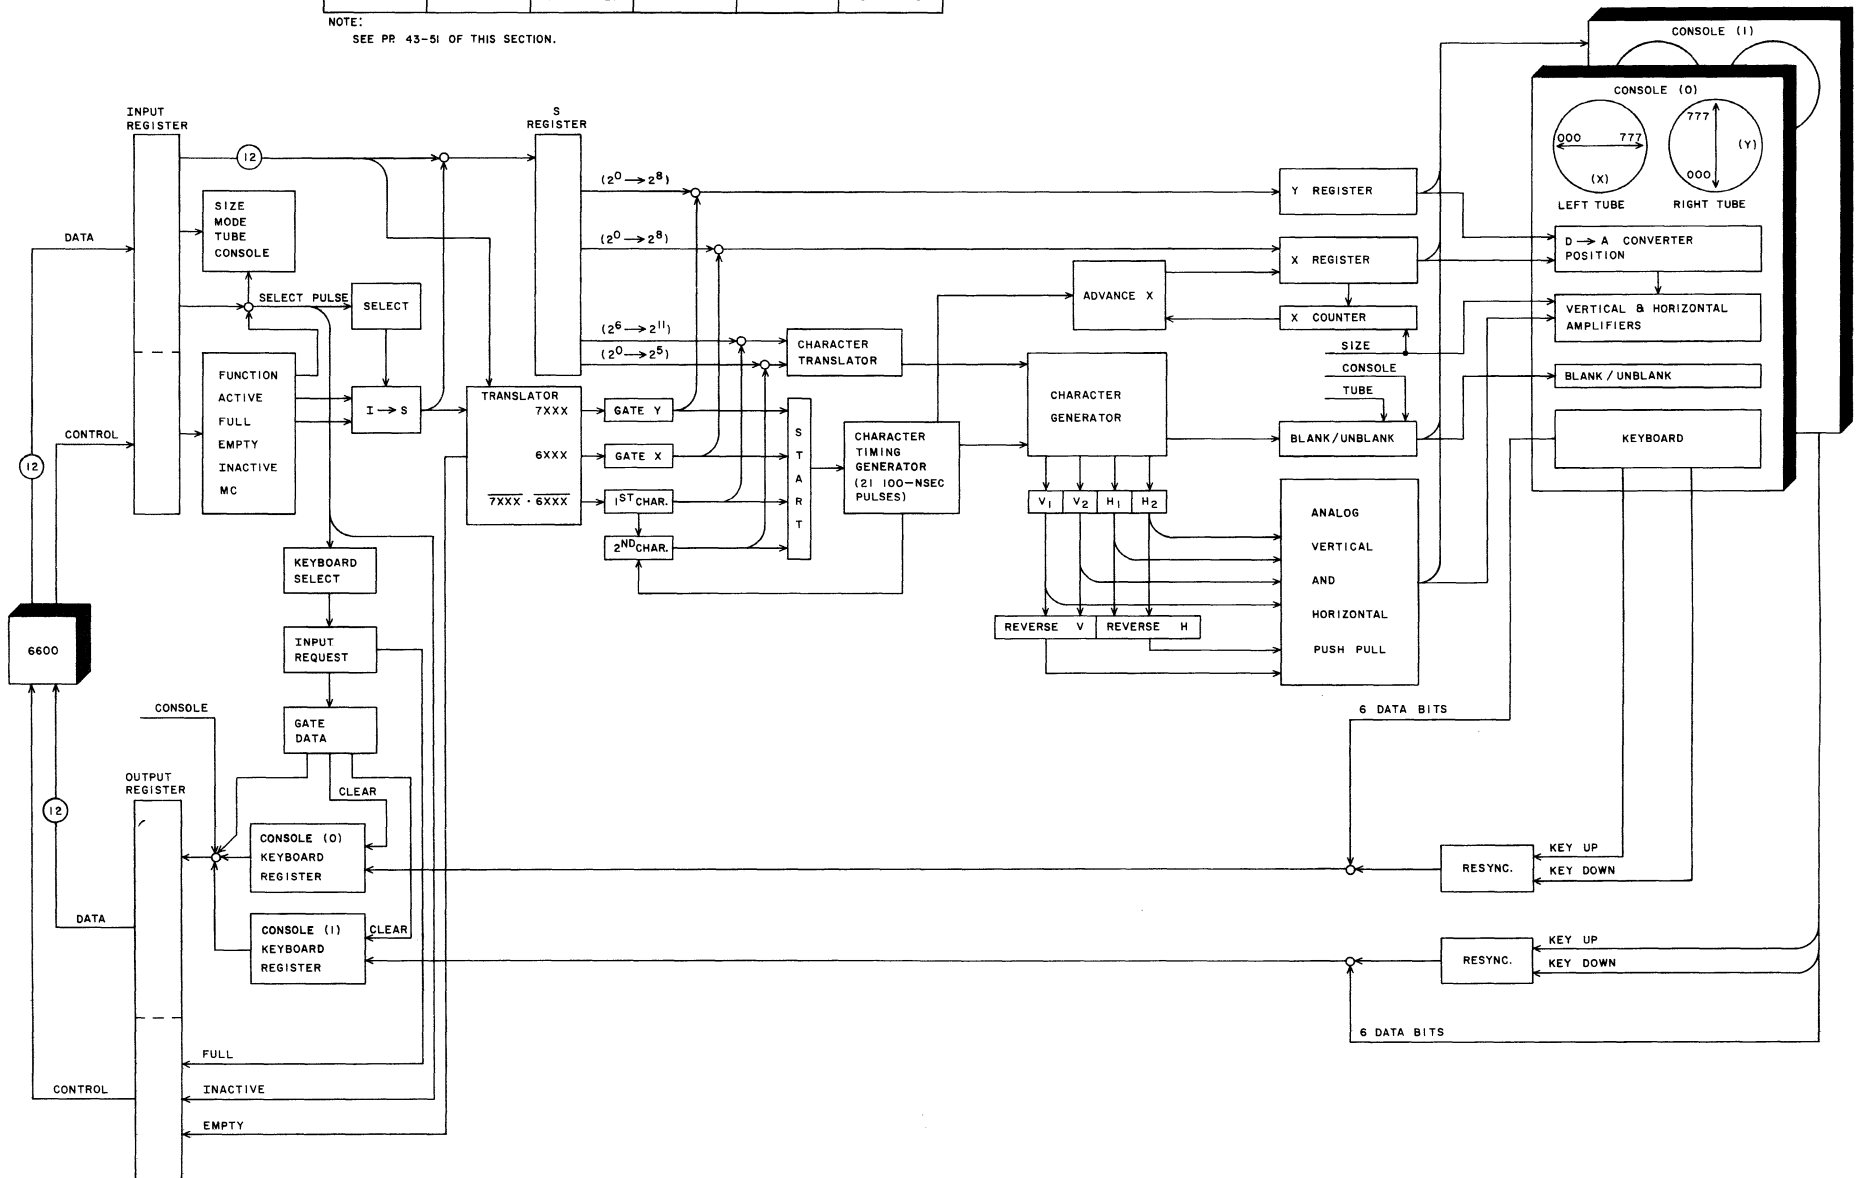 NOTE:
SEE PP. 43-51 OF THIS SECTION.
CONSOLE (1)
CONSOLE (0)
777
000
(Y)
000 777
(X)
LEFT TUBE
RIGHT TUBE
INPUT
REGISTER
12
S
REGISTER
(2⁰→2⁸)
Y REGISTER
SIZE
MODE
TUBE
CONSOLE
DATA
(2⁰→2⁸)
X REGISTER
D→A CONVERTER
POSITION
SELECT PULSE
SELECT
ADVANCE X
X COUNTER
VERTICAL & HORIZONTAL
AMPLIFIERS
(2⁶→2¹¹)
(2⁰→2⁵)
CHARACTER
TRANSLATOR
SIZE
CONSOLE
TUBE
BLANK/UNBLANK
FUNCTION
ACTIVE
FULL
EMPTY
INACTIVE
MC
I→S
TRANSLATOR
7XXX
6XXX
7XXX · 6XXX
GATE Y
GATE X
1ST CHAR.
2ND CHAR.
START
CHARACTER
TIMING
GENERATOR
(21 100-NSEC
PULSES)
CHARACTER
GENERATOR
BLANK/UNBLANK
KEYBOARD
CONTROL
12
V1 V2 H1 H2
ANALOG
VERTICAL
AND
HORIZONTAL
PUSH PULL
REVERSE V
REVERSE H
KEYBOARD
SELECT
INPUT
REQUEST
6600
GATE
DATA
CONSOLE
6 DATA BITS
OUTPUT
REGISTER
CLEAR
12
CONSOLE (0)
KEYBOARD
REGISTER
RESYNC.
KEY UP
KEY DOWN
DATA
CONSOLE (1)
KEYBOARD
REGISTER
CLEAR
RESYNC.
KEY UP
KEY DOWN
6 DATA BITS
FULL
CONTROL
INACTIVE
EMPTY